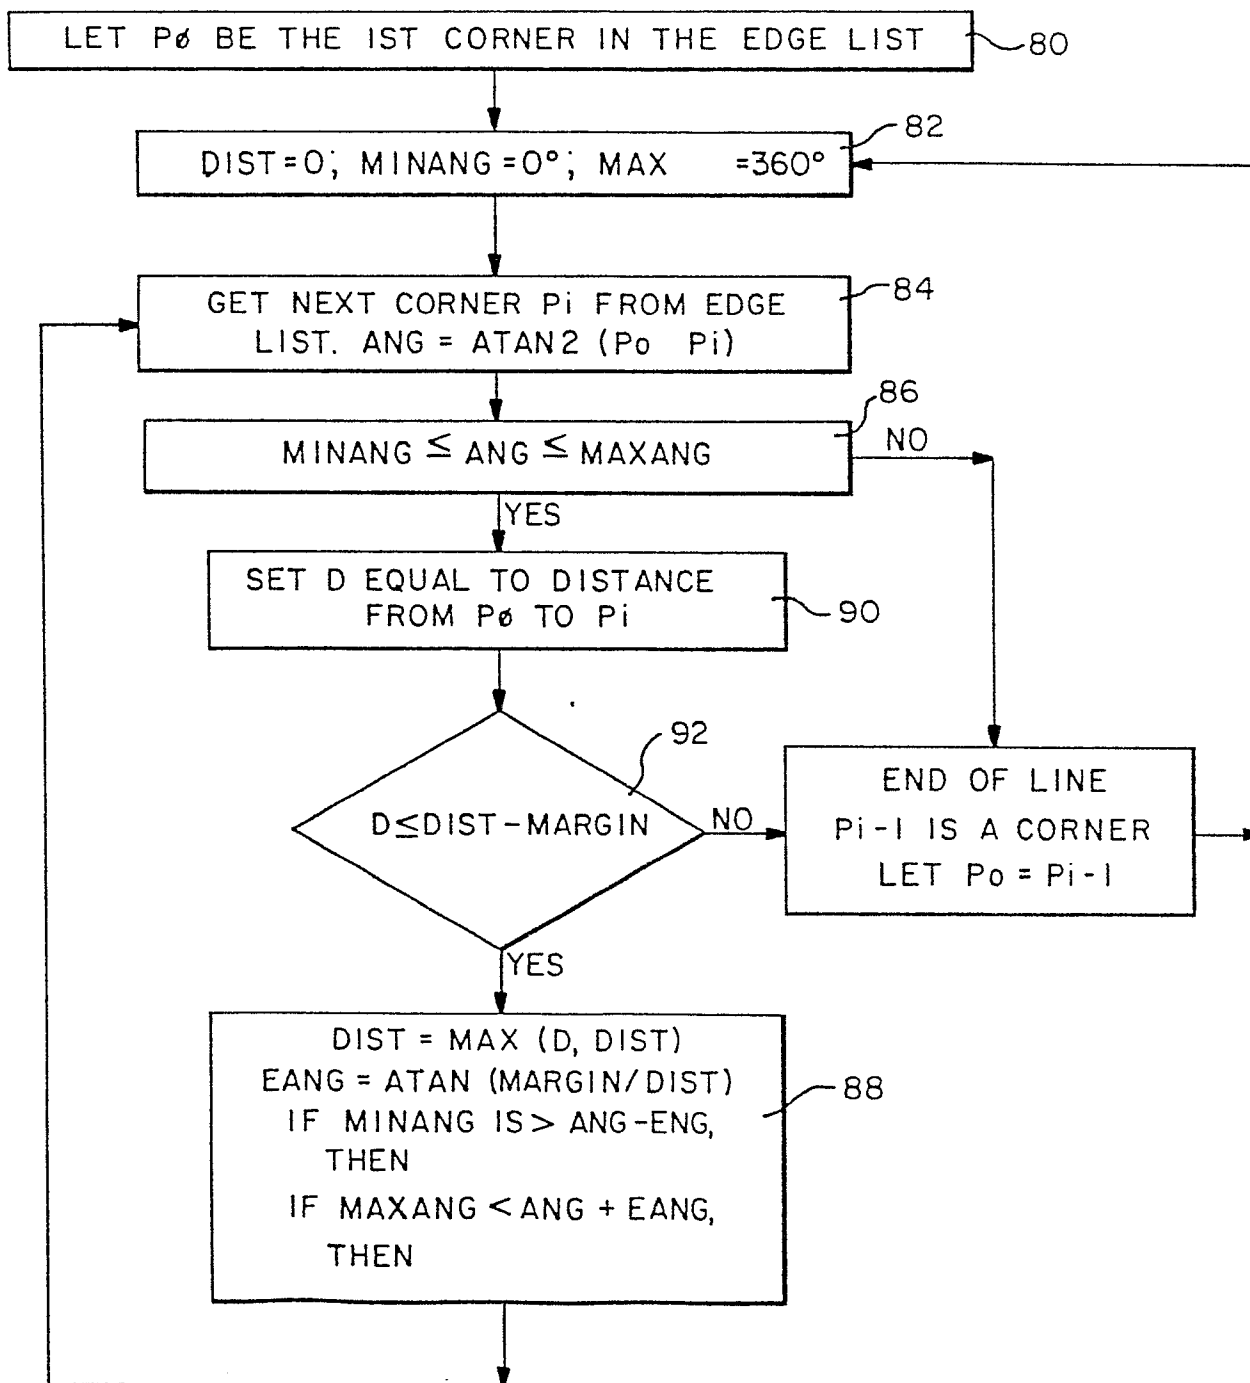 LET Pø BE THE IST CORNER IN THE EDGE LIST
80
82
DIST=0; MINANG=0°; MAX =360°
84
GET NEXT CORNER Pi FROM EDGE
LIST. ANG = ATAN2 (Po Pi)
86
MINANG ≤ ANG ≤ MAXANG
NO
YES
SET D EQUAL TO DISTANCE
FROM Pø TO Pi
90
92
D≤DIST-MARGIN
NO
END OF LINE
Pi-1 IS A CORNER
LET Po = Pi-1
YES
DIST = MAX (D, DIST)
EANG = ATAN (MARGIN/DIST)
88
IF MINANG IS> ANG-ENG,
THEN
IF MAXANG < ANG + EANG,
THEN